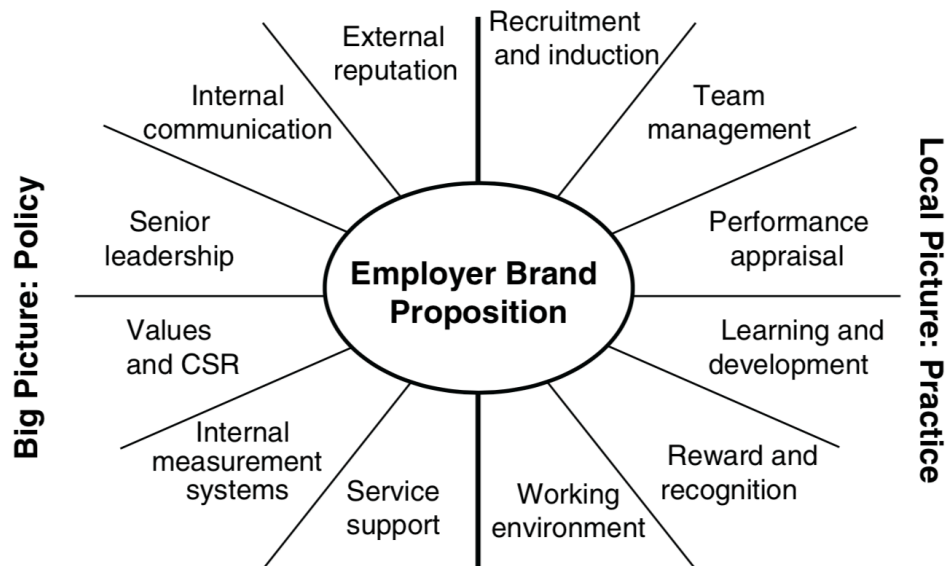 External
reputation
Recruitment
and induction
Internal
communication
Team
management
Senior
leadership
Performance
appraisal
Big Picture: Policy
Employer Brand
Proposition
Local Picture: Practice
Values
and CSR
Learning and
development
Internal
measurement
systems
Reward and
recognition
Service
support
Working
environment